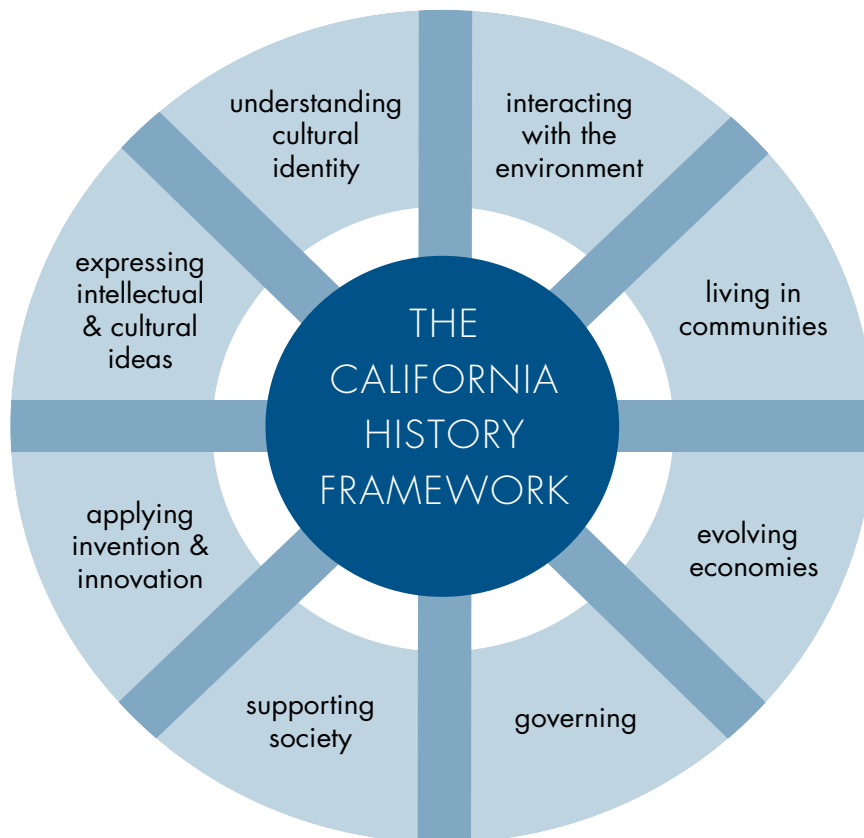 understanding
cultural
identity
interacting
with the
environment
living in
communities
evolving
economies
governing
supporting
society
applying
invention &
innovation
expressing
intellectual
& cultural
ideas
THE
CALIFORNIA
HISTORY
FRAMEWORK